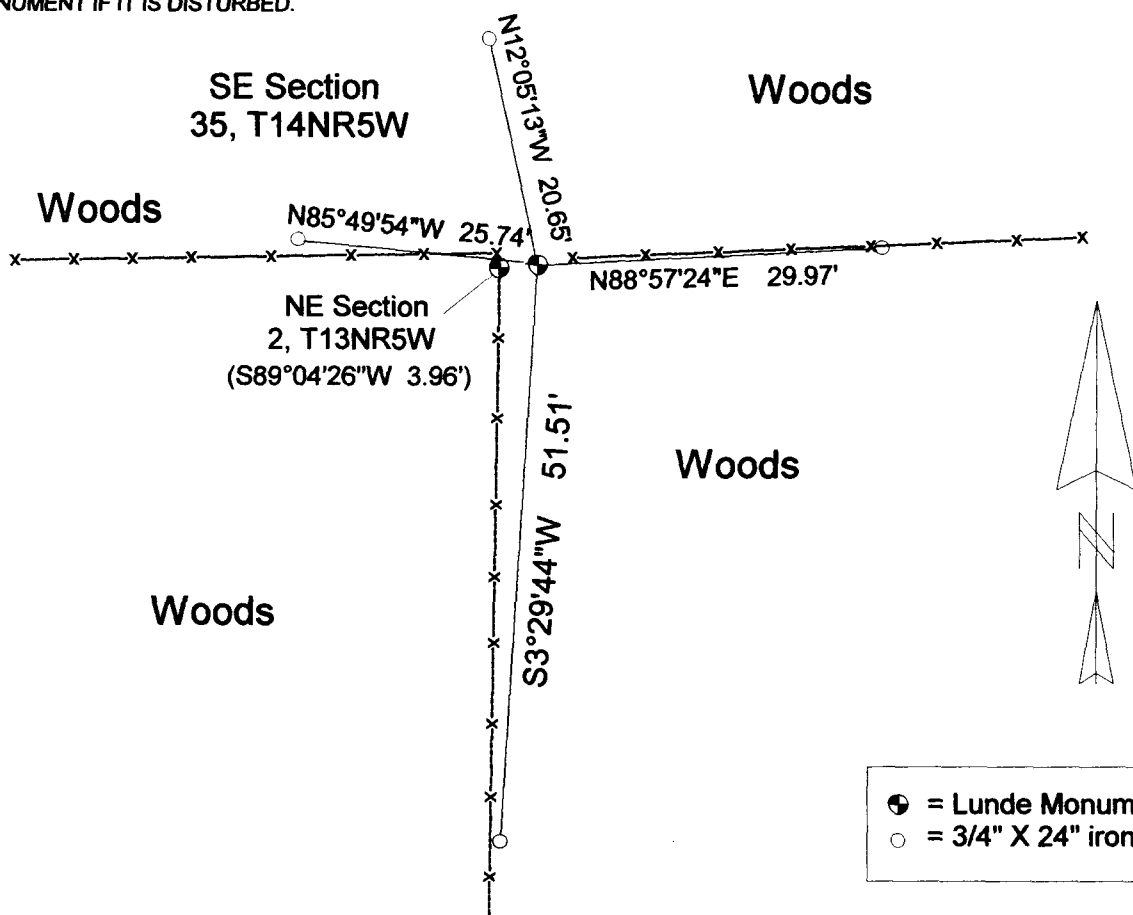 IF IT IS DISTURBED.
SE Section
35, T14NR5W
Woods
Woods
N12°05'13"W 20.65'
N85°49'54"W 25.74'
N88°57'24"E 29.97'
NE Section
2, T13NR5W
(S89°04'26"W 3.96')
S3°29'44"W 51.51'
Woods
Woods
N
= Lunde
= 3/4" X 24" iron